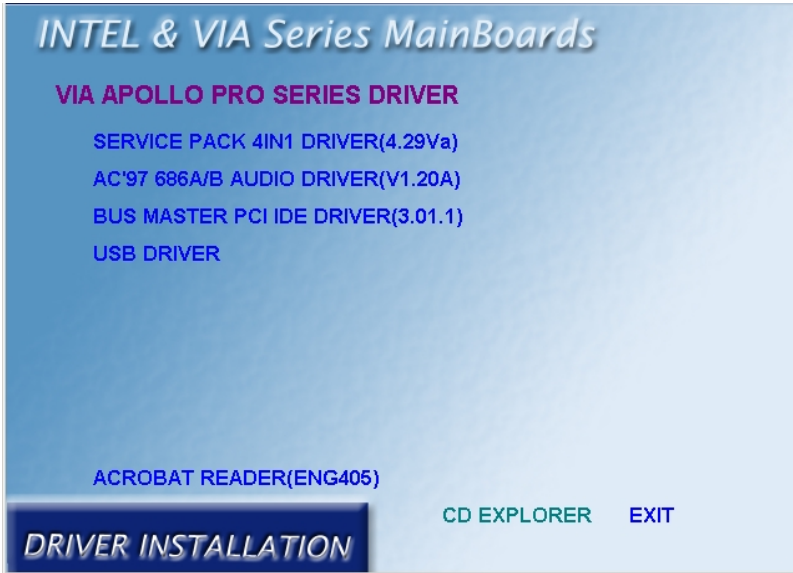 INTEL & VIA Series MainBoards
VIA APOLLO PRO SERIES DRIVER
SERVICE PACK 4IN1 DRIVER(4.29Va)
AC'97 686A/B AUDIO DRIVER(V1.20A)
BUS MASTER PCI IDE DRIVER(3.01.1)
USB DRIVER
ACROBAT READER(ENG405)
CD EXPLORER EXIT
DRIVER INSTALLATION